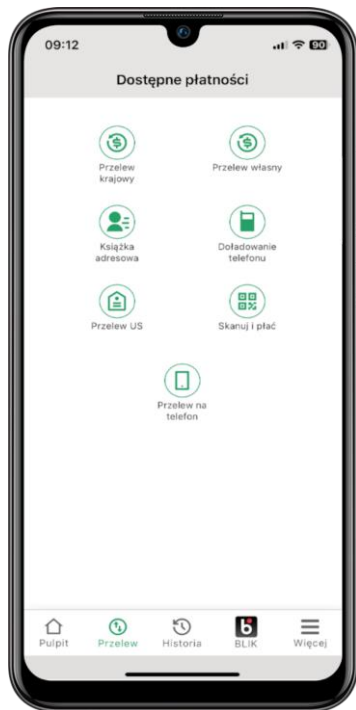 09:12
90
Dostępne płatności
Przelew
krajowy
Przelew własny
Książka
adresowa
Doładowanie
telefonu
Przelew US
Skanuj i płać
Przelew na
telefon
Pulpit
Przelew
Historia
BLIK
Więcej